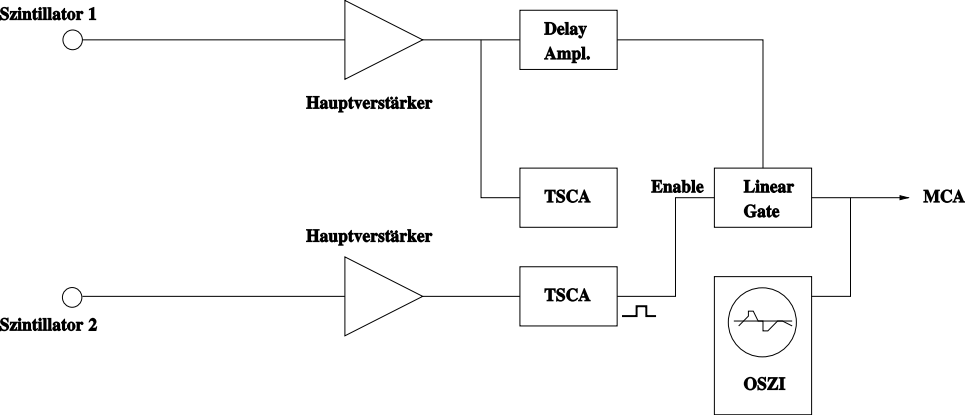 Szintillator 1
Delay
Ampl.
Hauptverstärker
TSCA
Enable
Linear
Gate
MCA
Hauptverstärker
TSCA
Szintillator 2
OSZI